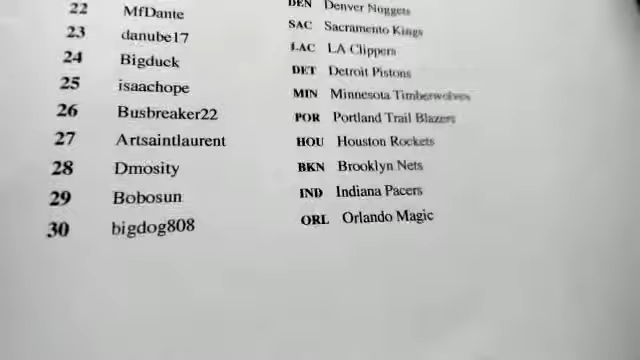 22 MfDante DEN Denver Nuggets
23 danube17 SAC Sacramento Kings
24 Bigduck LAC LA Clippers
25 isaachope DET Detroit Pistons
26 Busbreaker22 MIN Minnesota Timberwolves
27 Artsaintlaurent POR Portland Trail Blazers
28 Dmosity HOU Houston Rockets
29 Bobosun BKN Brooklyn Nets
30 bigdog808 IND Indiana Pacers
ORL Orlando Magic